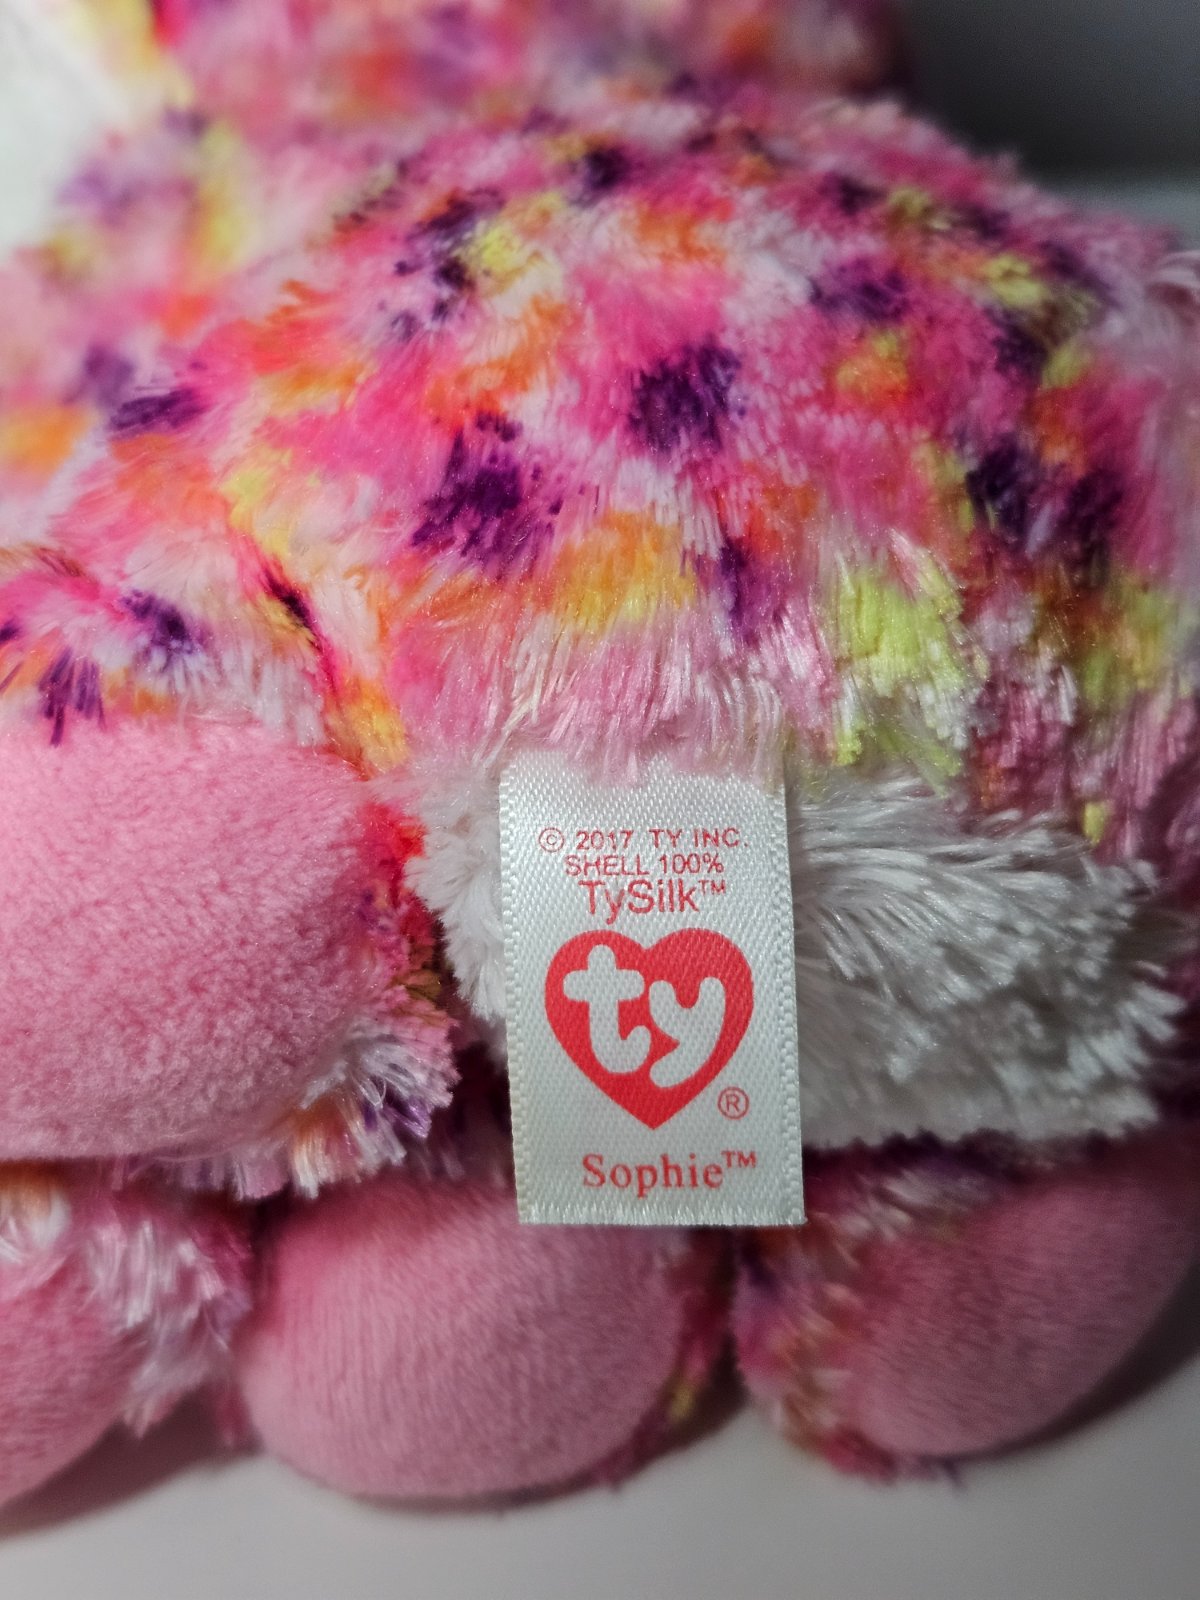 © 2017 TY INC.
SHELL 100%
TySilk™
ty
®
Sophie™